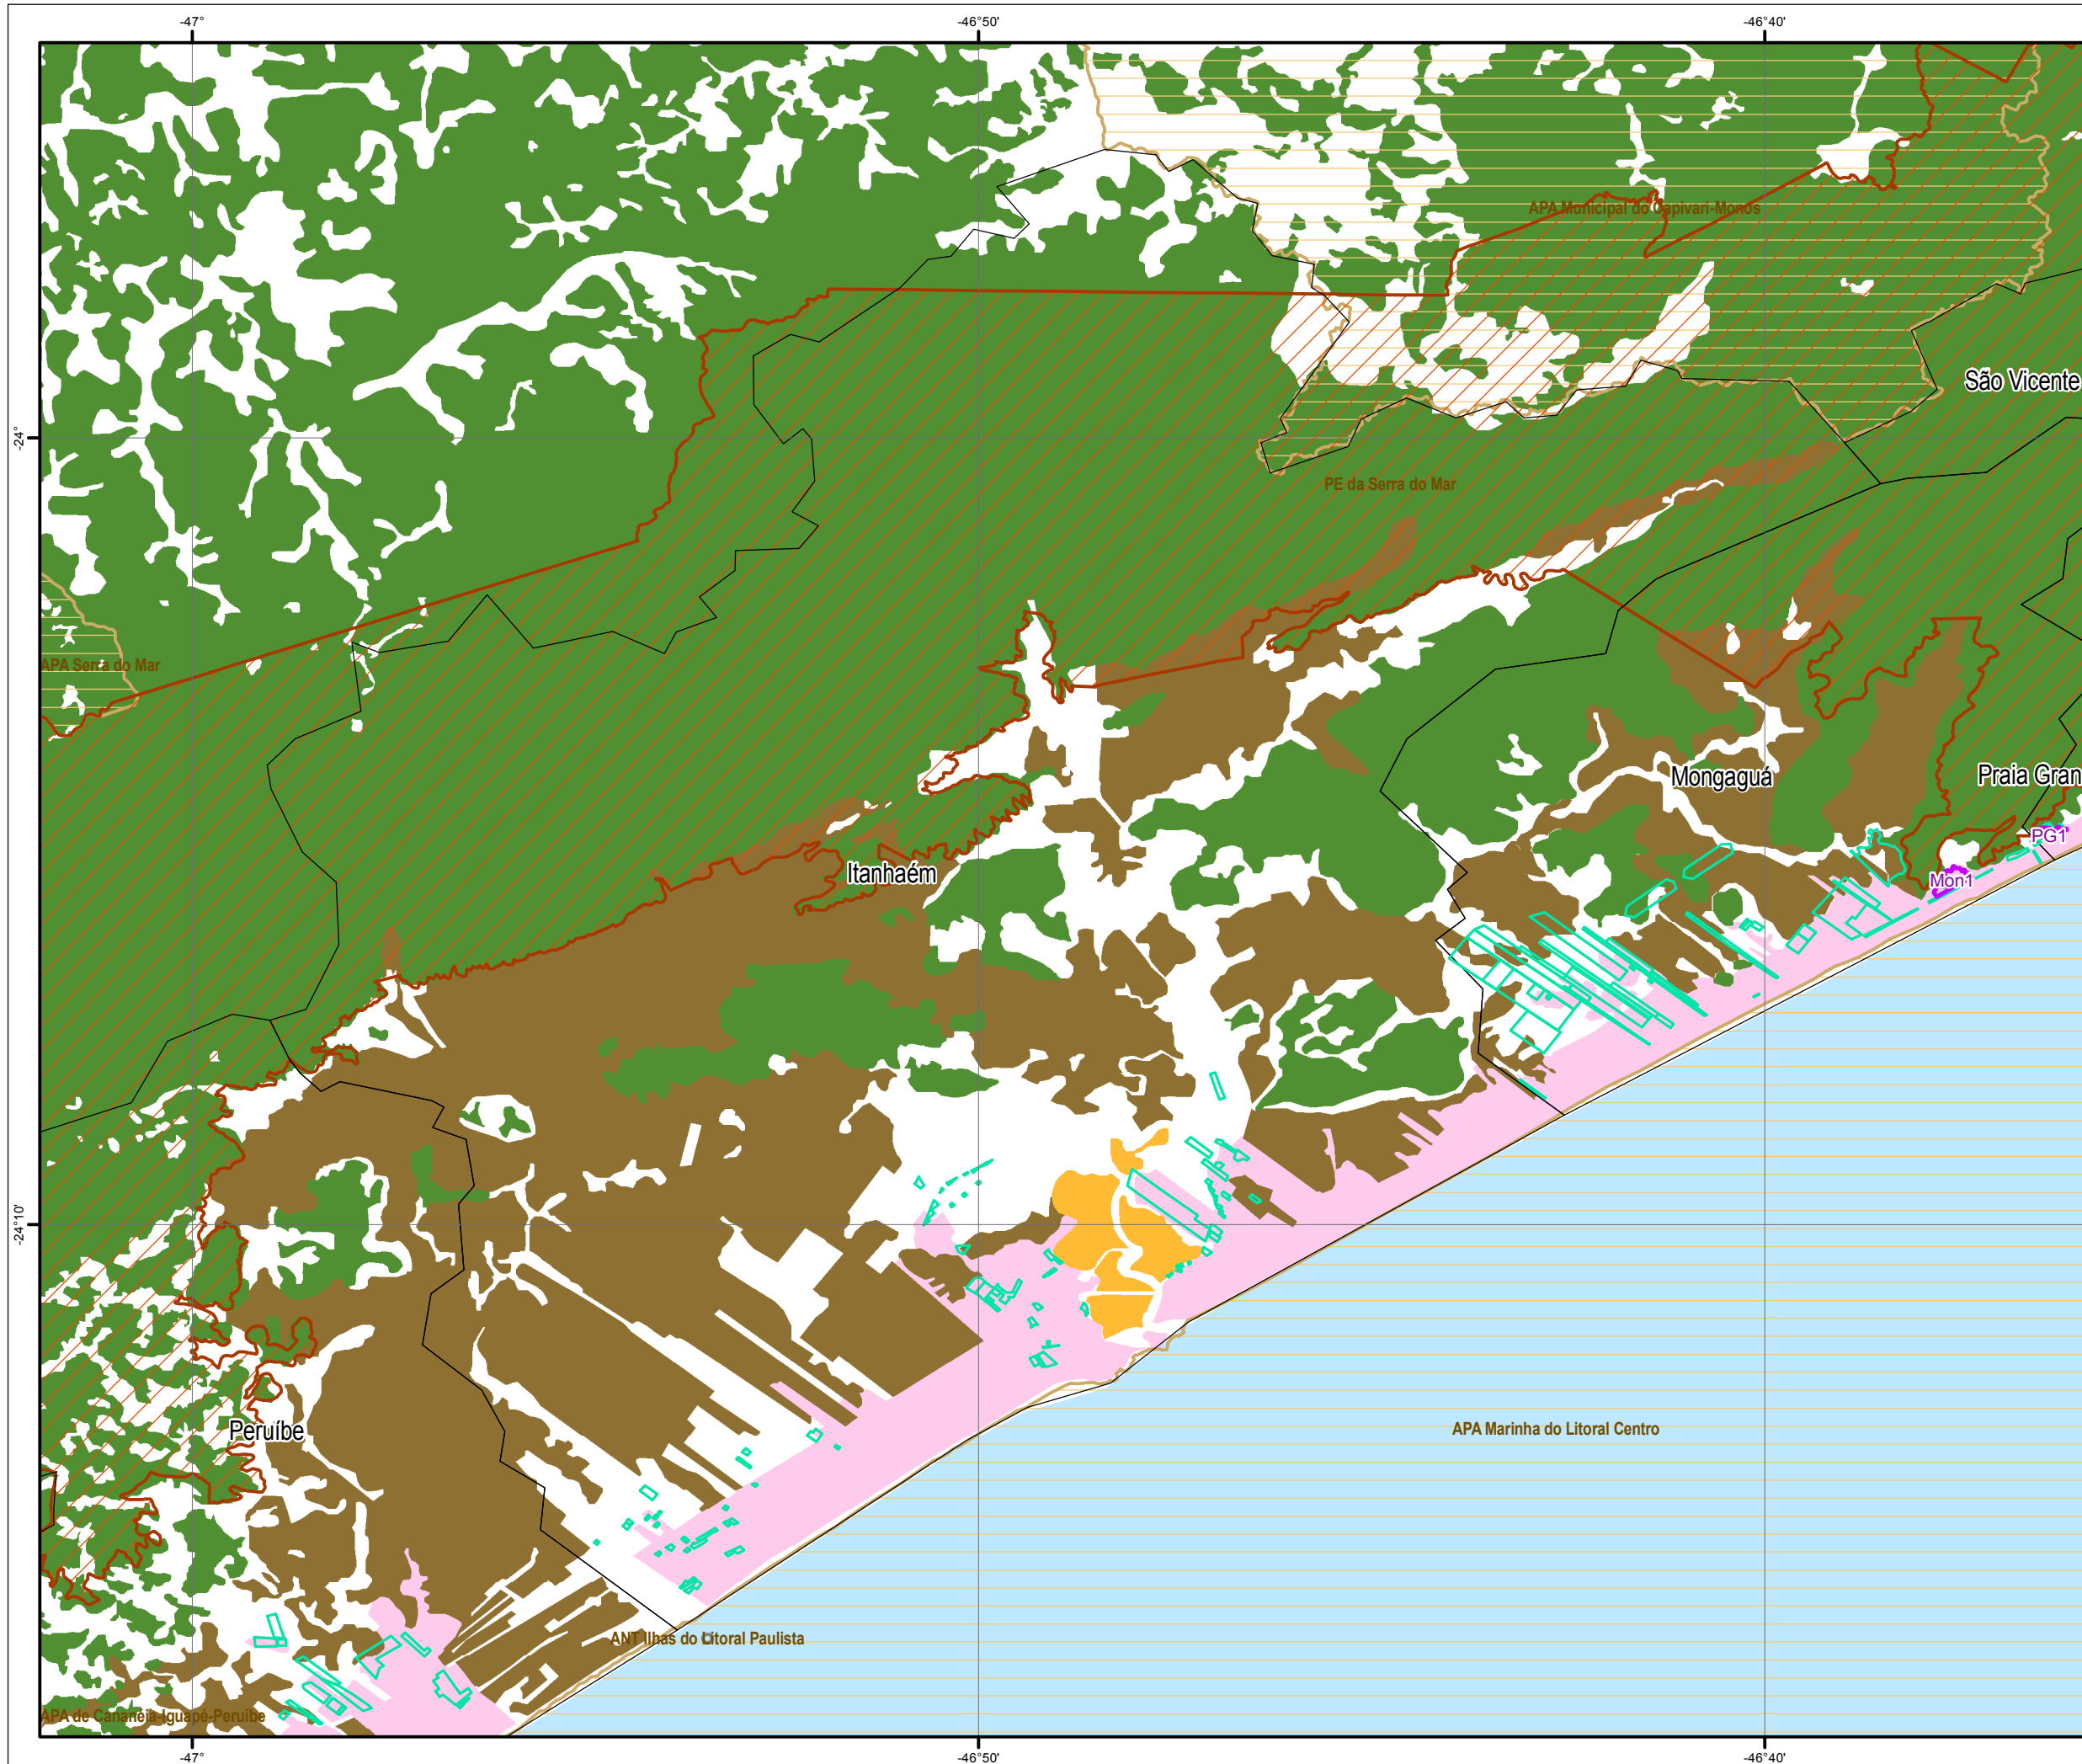 -47°
-46°50'
-46°40'
APA Municipal do Capivari-Monos
São Vicente
-24°
PE da Serra do Mar
APA Serra do Mar
Mongaguá
Praia Gran
PG1
Itanhaém
Mon1
-24°10'
Peruíbe
APA Marinha do Litoral Centro
ANT Ilhas do Litoral Paulista
APA de Cananéia-Iguapé-Peruíbe
-47°
-46°50'
-46°40'